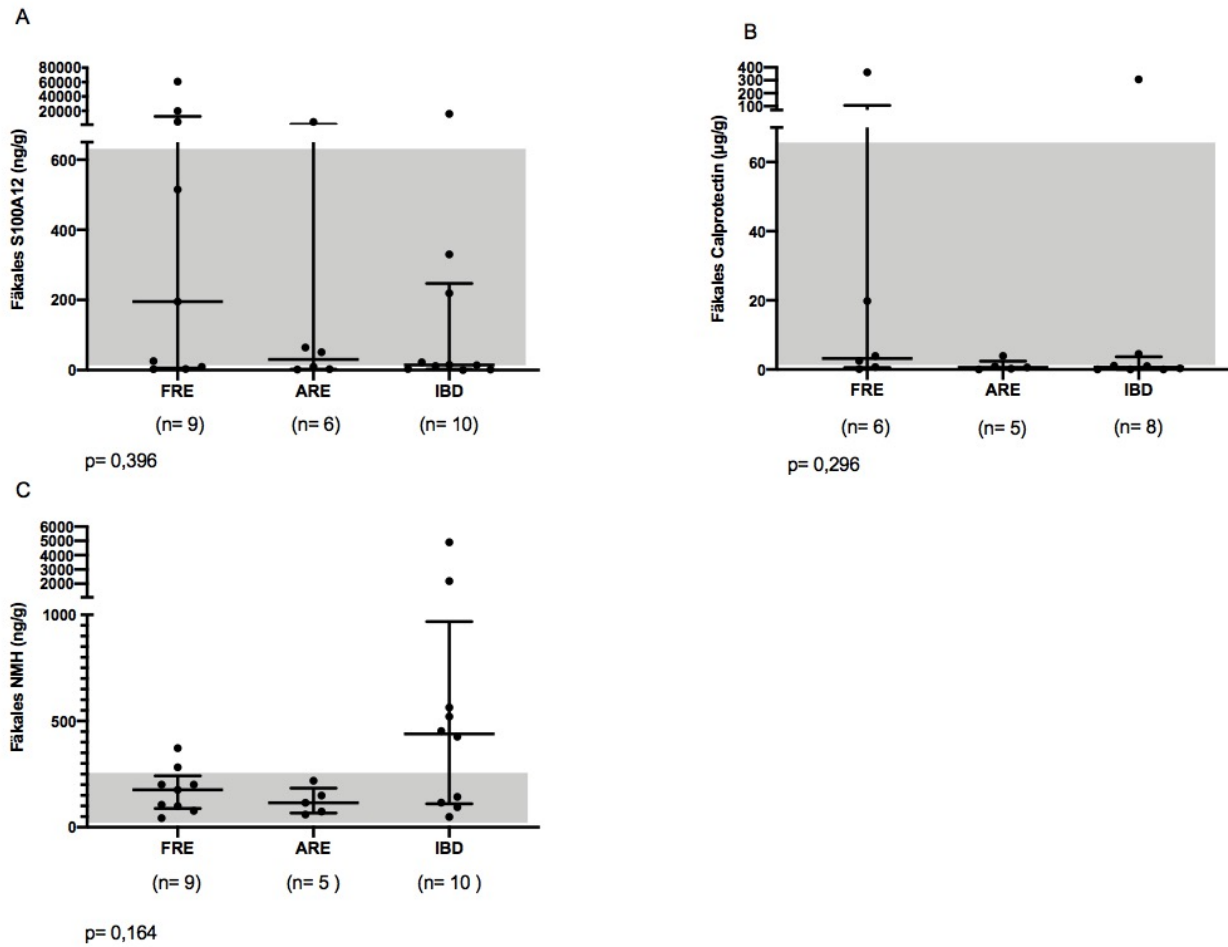 A
Fäkales S100A12 (ng/g)
80000
60000
40000
20000
600
400
200
0
FRE ARE IBD
(n= 9) (n= 6) (n= 10)
p= 0,396
B
Fäkales Calprotectin (µg/g)
400
300
200
100
60
40
20
0
FRE ARE IBD
(n= 6) (n= 5) (n= 8)
p= 0,296
C
Fäkales NMH (ng/g)
6000
5000
4000
3000
2000
1000
500
0
FRE ARE IBD
(n= 9) (n= 5 ) (n= 10 )
p= 0,164